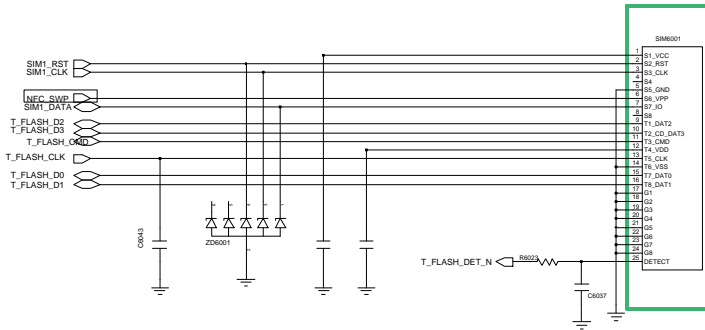 SIM6001
SIM1_RST
SIM1_CLK
NFC_SWP
SIM1_DATA
T_FLASH_D2
T_FLASH_D3
T_FLASH_CMD
T_FLASH_CLK
T_FLASH_D0
T_FLASH_D1
1 S1_VCC
2 S2_RST
3 S3_CLK
4 S4
5 S5_GND
6 S6_VPP
7 S7_IO
8 S8
9 T1_DAT2
10 T2_CD_DAT3
11 T3_CMD
12 T4_VDD
13 T5_CLK
14 T6_VSS
15 T7_DAT0
16 T8_DAT1
17 G1
18 G2
19 G3
20 G4
21 G5
22 G6
23 G7
24 G8
25 DETECT
C6043
ZD6001
T_FLASH_DET_N
R6023
C6037